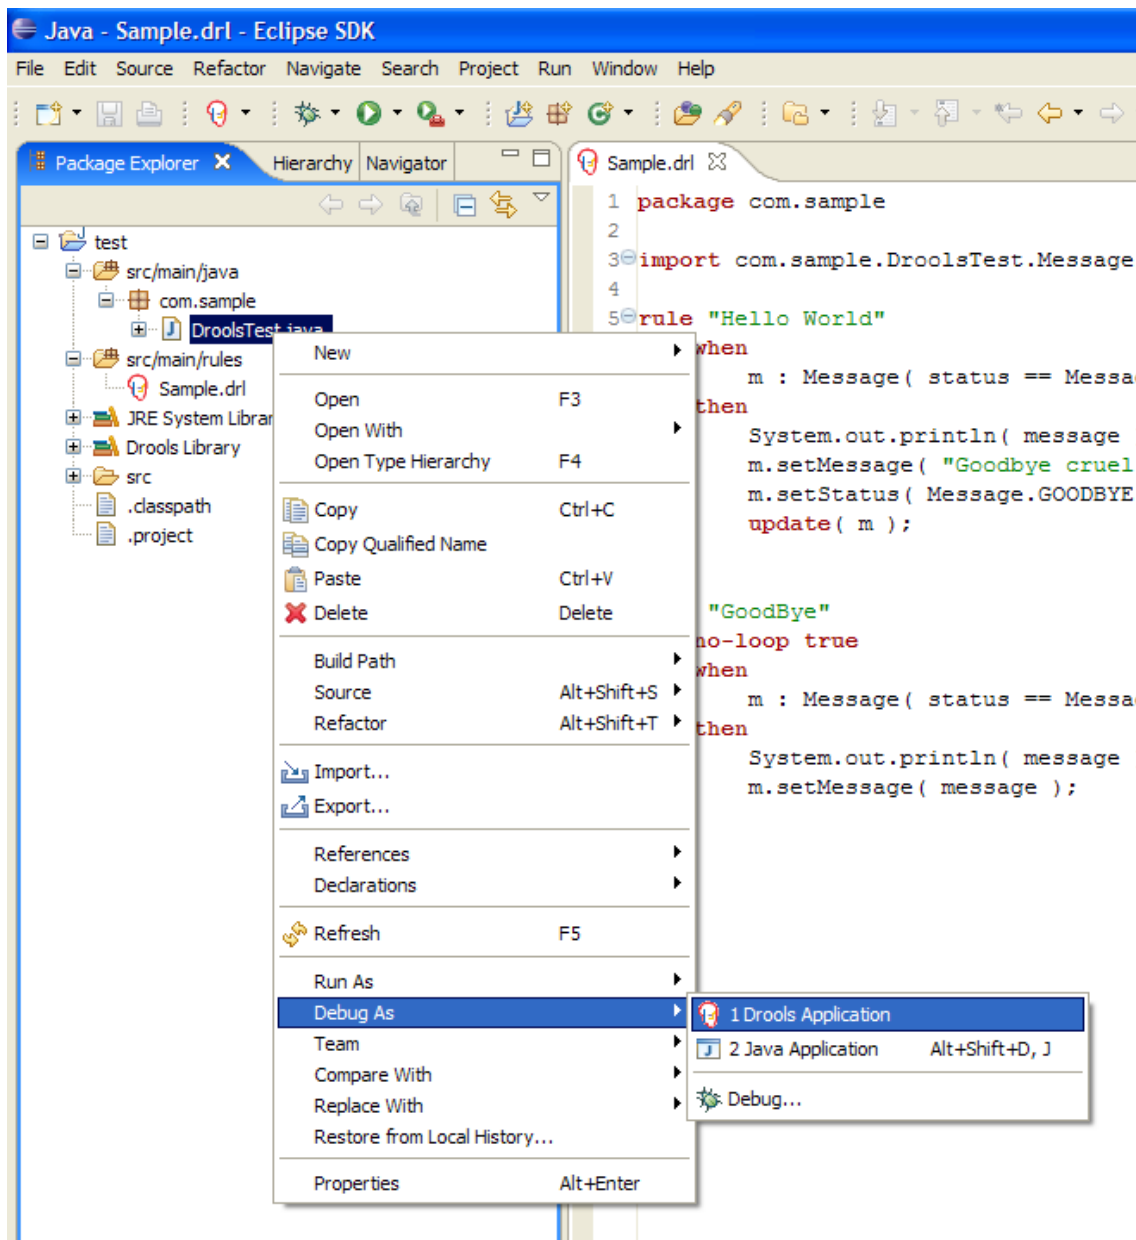 Java - Sample.drl - Eclipse SDK
File Edit Source Refactor Navigate Search Project Run Window Help
Package Explorer Hierarchy Navigator
Sample.drl
test
src/main/java
com.sample
DroolsTest.java
src/main/rules
Sample.drl
JRE System Librar
Drools Library
src
.classpath
.project
New
Open F3
Open With
Open Type Hierarchy F4
Copy Ctrl+C
Copy Qualified Name
Paste Ctrl+V
Delete Delete
Build Path
Source Alt+Shift+S
Refactor Alt+Shift+T
Import...
Export...
References
Declarations
Refresh F5
Run As
Debug As
Team
Compare With
Replace With
Restore from Local History...
Properties Alt+Enter
1 Drools Application
2 Java Application Alt+Shift+D, J
Debug...
1 package com.sample
2
3 import com.sample.DroolsTest.Message
4
5 rule "Hello World"
when
m : Message( status == Messa
then
System.out.println( message
m.setMessage( "Goodbye cruel
m.setStatus( Message.GOODBYE
update( m );
"GoodBye"
no-loop true
when
m : Message( status == Messa
then
System.out.println( message
m.setMessage( message );